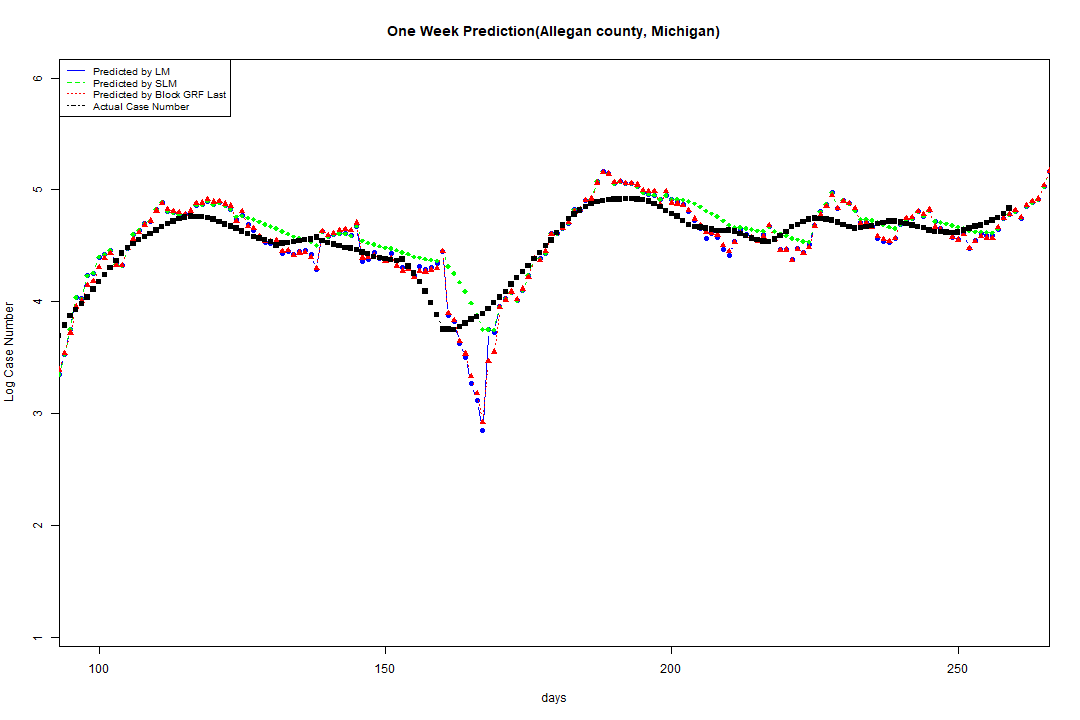 One Week Prediction(Allegan county, Michigan)
Predicted by LM
Predicted by SLM
Predicted by Block GRF Last
Actual Case Number
6
5
4
3
2
1
Log Case Number
100
150
200
250
days